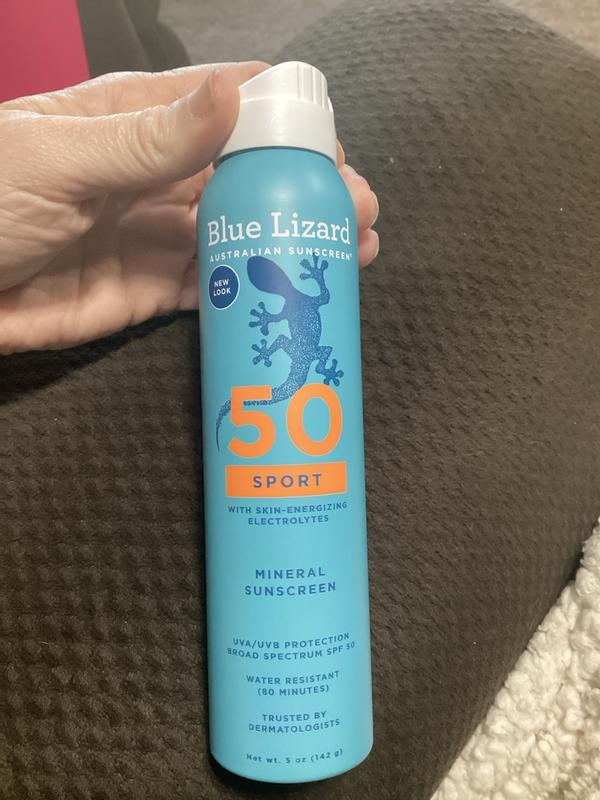 Blue Lizard
AUSTRALIAN SUNSCREEN®
NEW
LOOK
50
SPORT
WITH SKIN-ENERGIZING
ELECTROLYTES
MINERAL
SUNSCREEN
UVA/UVB PROTECTION
BROAD SPECTRUM SPF 50
WATER RESISTANT
(80 MINUTES)
TRUSTED BY
DERMATOLOGISTS
Net wt. 5 oz (142 g)